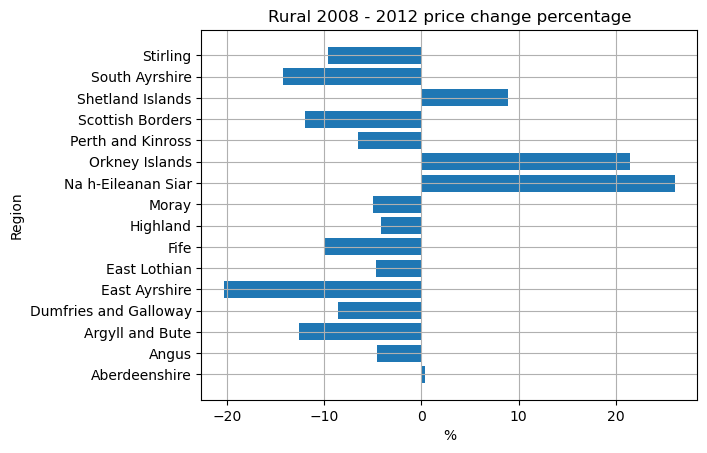 Rural 2008 - 2012 price change percentage
Region
Stirling
South Ayrshire
Shetland Islands
Scottish Borders
Perth and Kinross
Orkney Islands
Na h-Eileanan Siar
Moray
Highland
Fife
East Lothian
East Ayrshire
Dumfries and Galloway
Argyll and Bute
Angus
Aberdeenshire
−20 −10 0 10 20
%